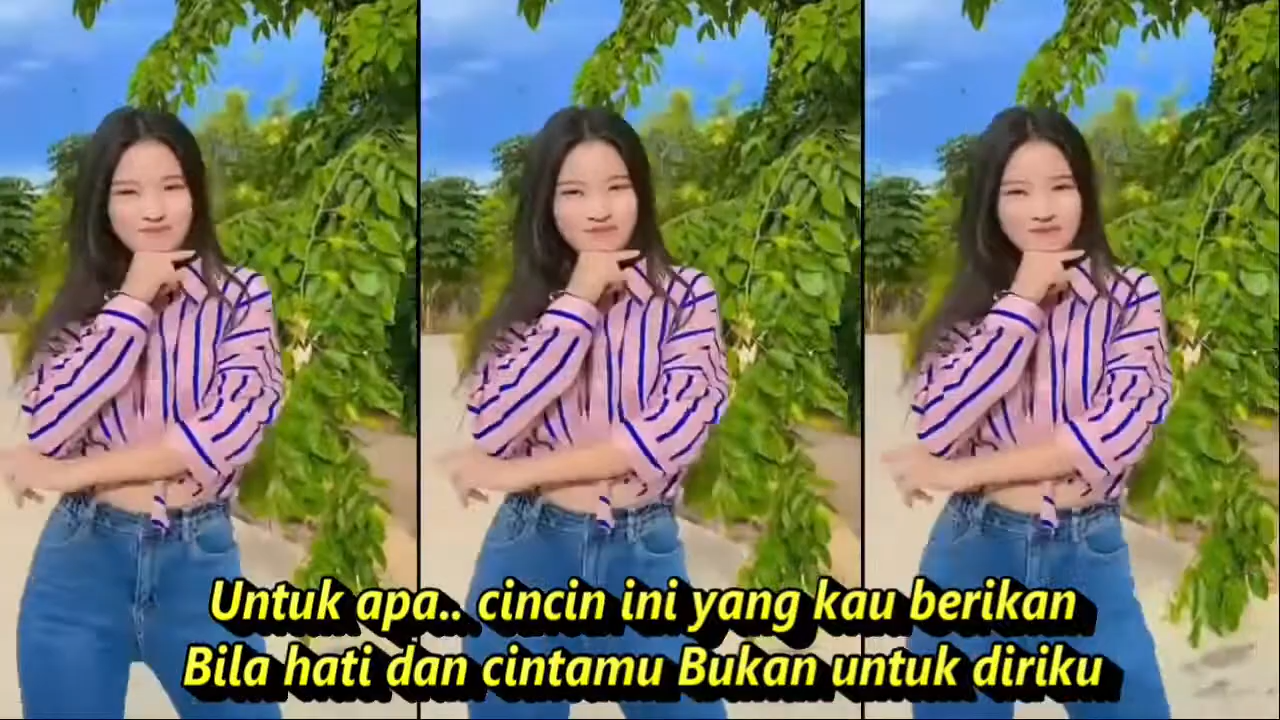 Untuk apa.. cincin ini yang kau berikan
Bila hati dan cintamu Bukan untuk diriku